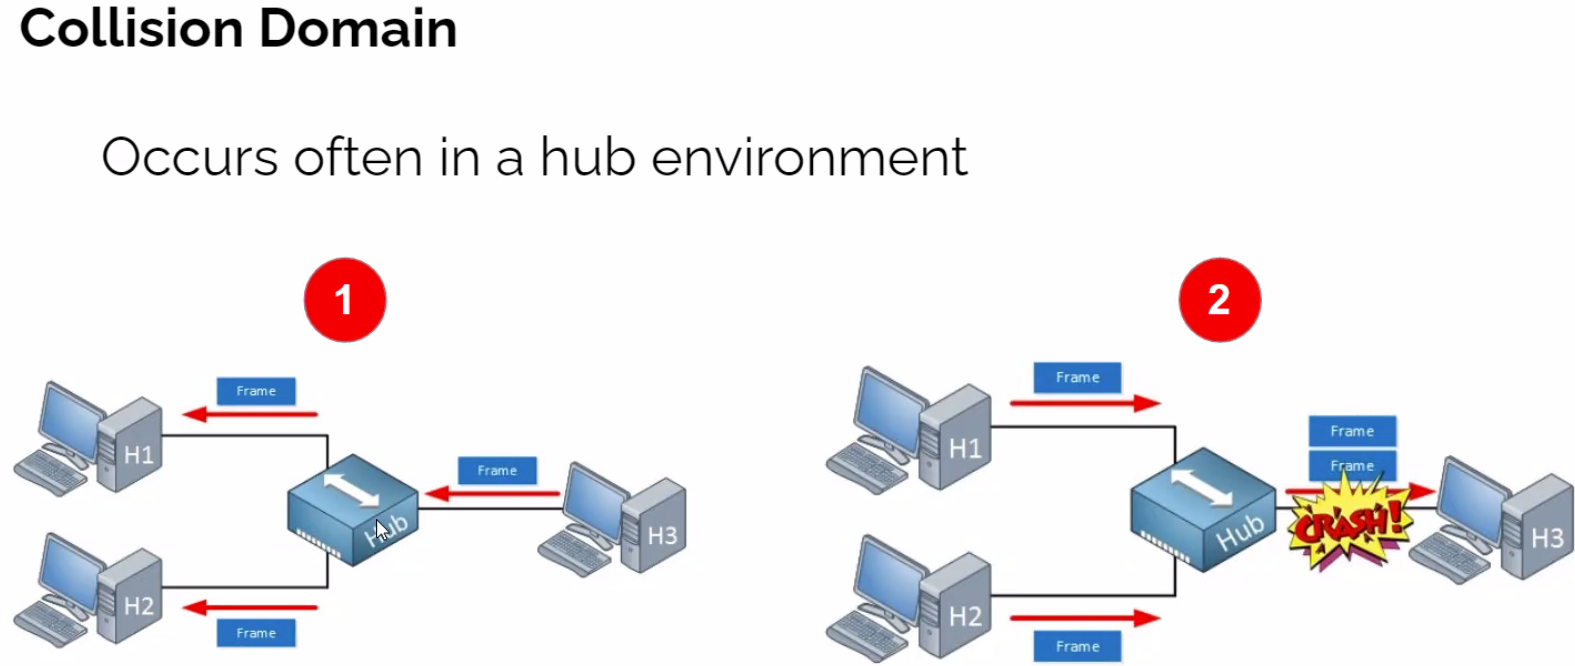 Collision Domain
Occurs often in a hub environment
1
2
Frame
H1
Frame
Hub
H3
H2
Frame
Frame
H1
Frame
Frame
CRASH!
Hub
H3
H2
Frame